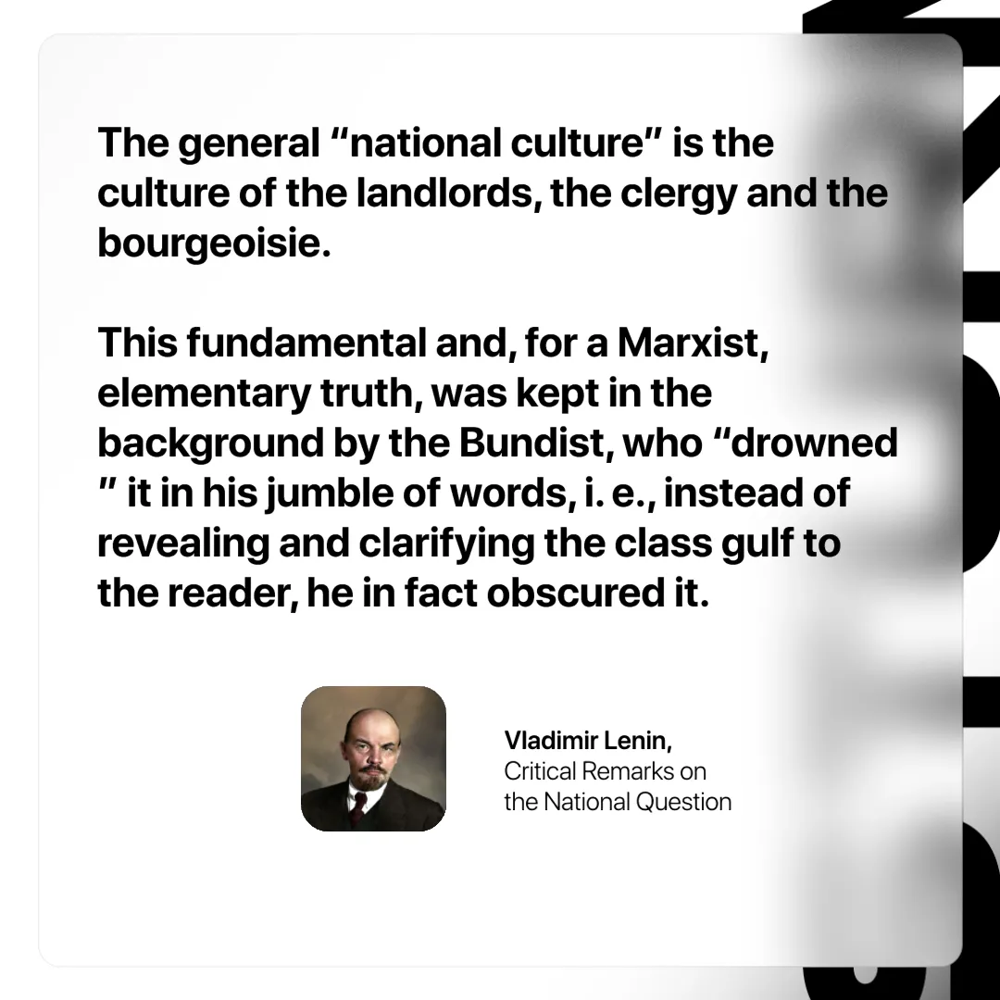 The general “national culture” is the
culture of the landlords, the clergy and the
bourgeoisie.
This fundamental and, for a Marxist,
elementary truth, was kept in the
background by the Bundist, who “drowned
” it in his jumble of words, i. e., instead of
revealing and clarifying the class gulf to
the reader, he in fact obscured it.
Vladimir Lenin,
Critical Remarks on
the National Question